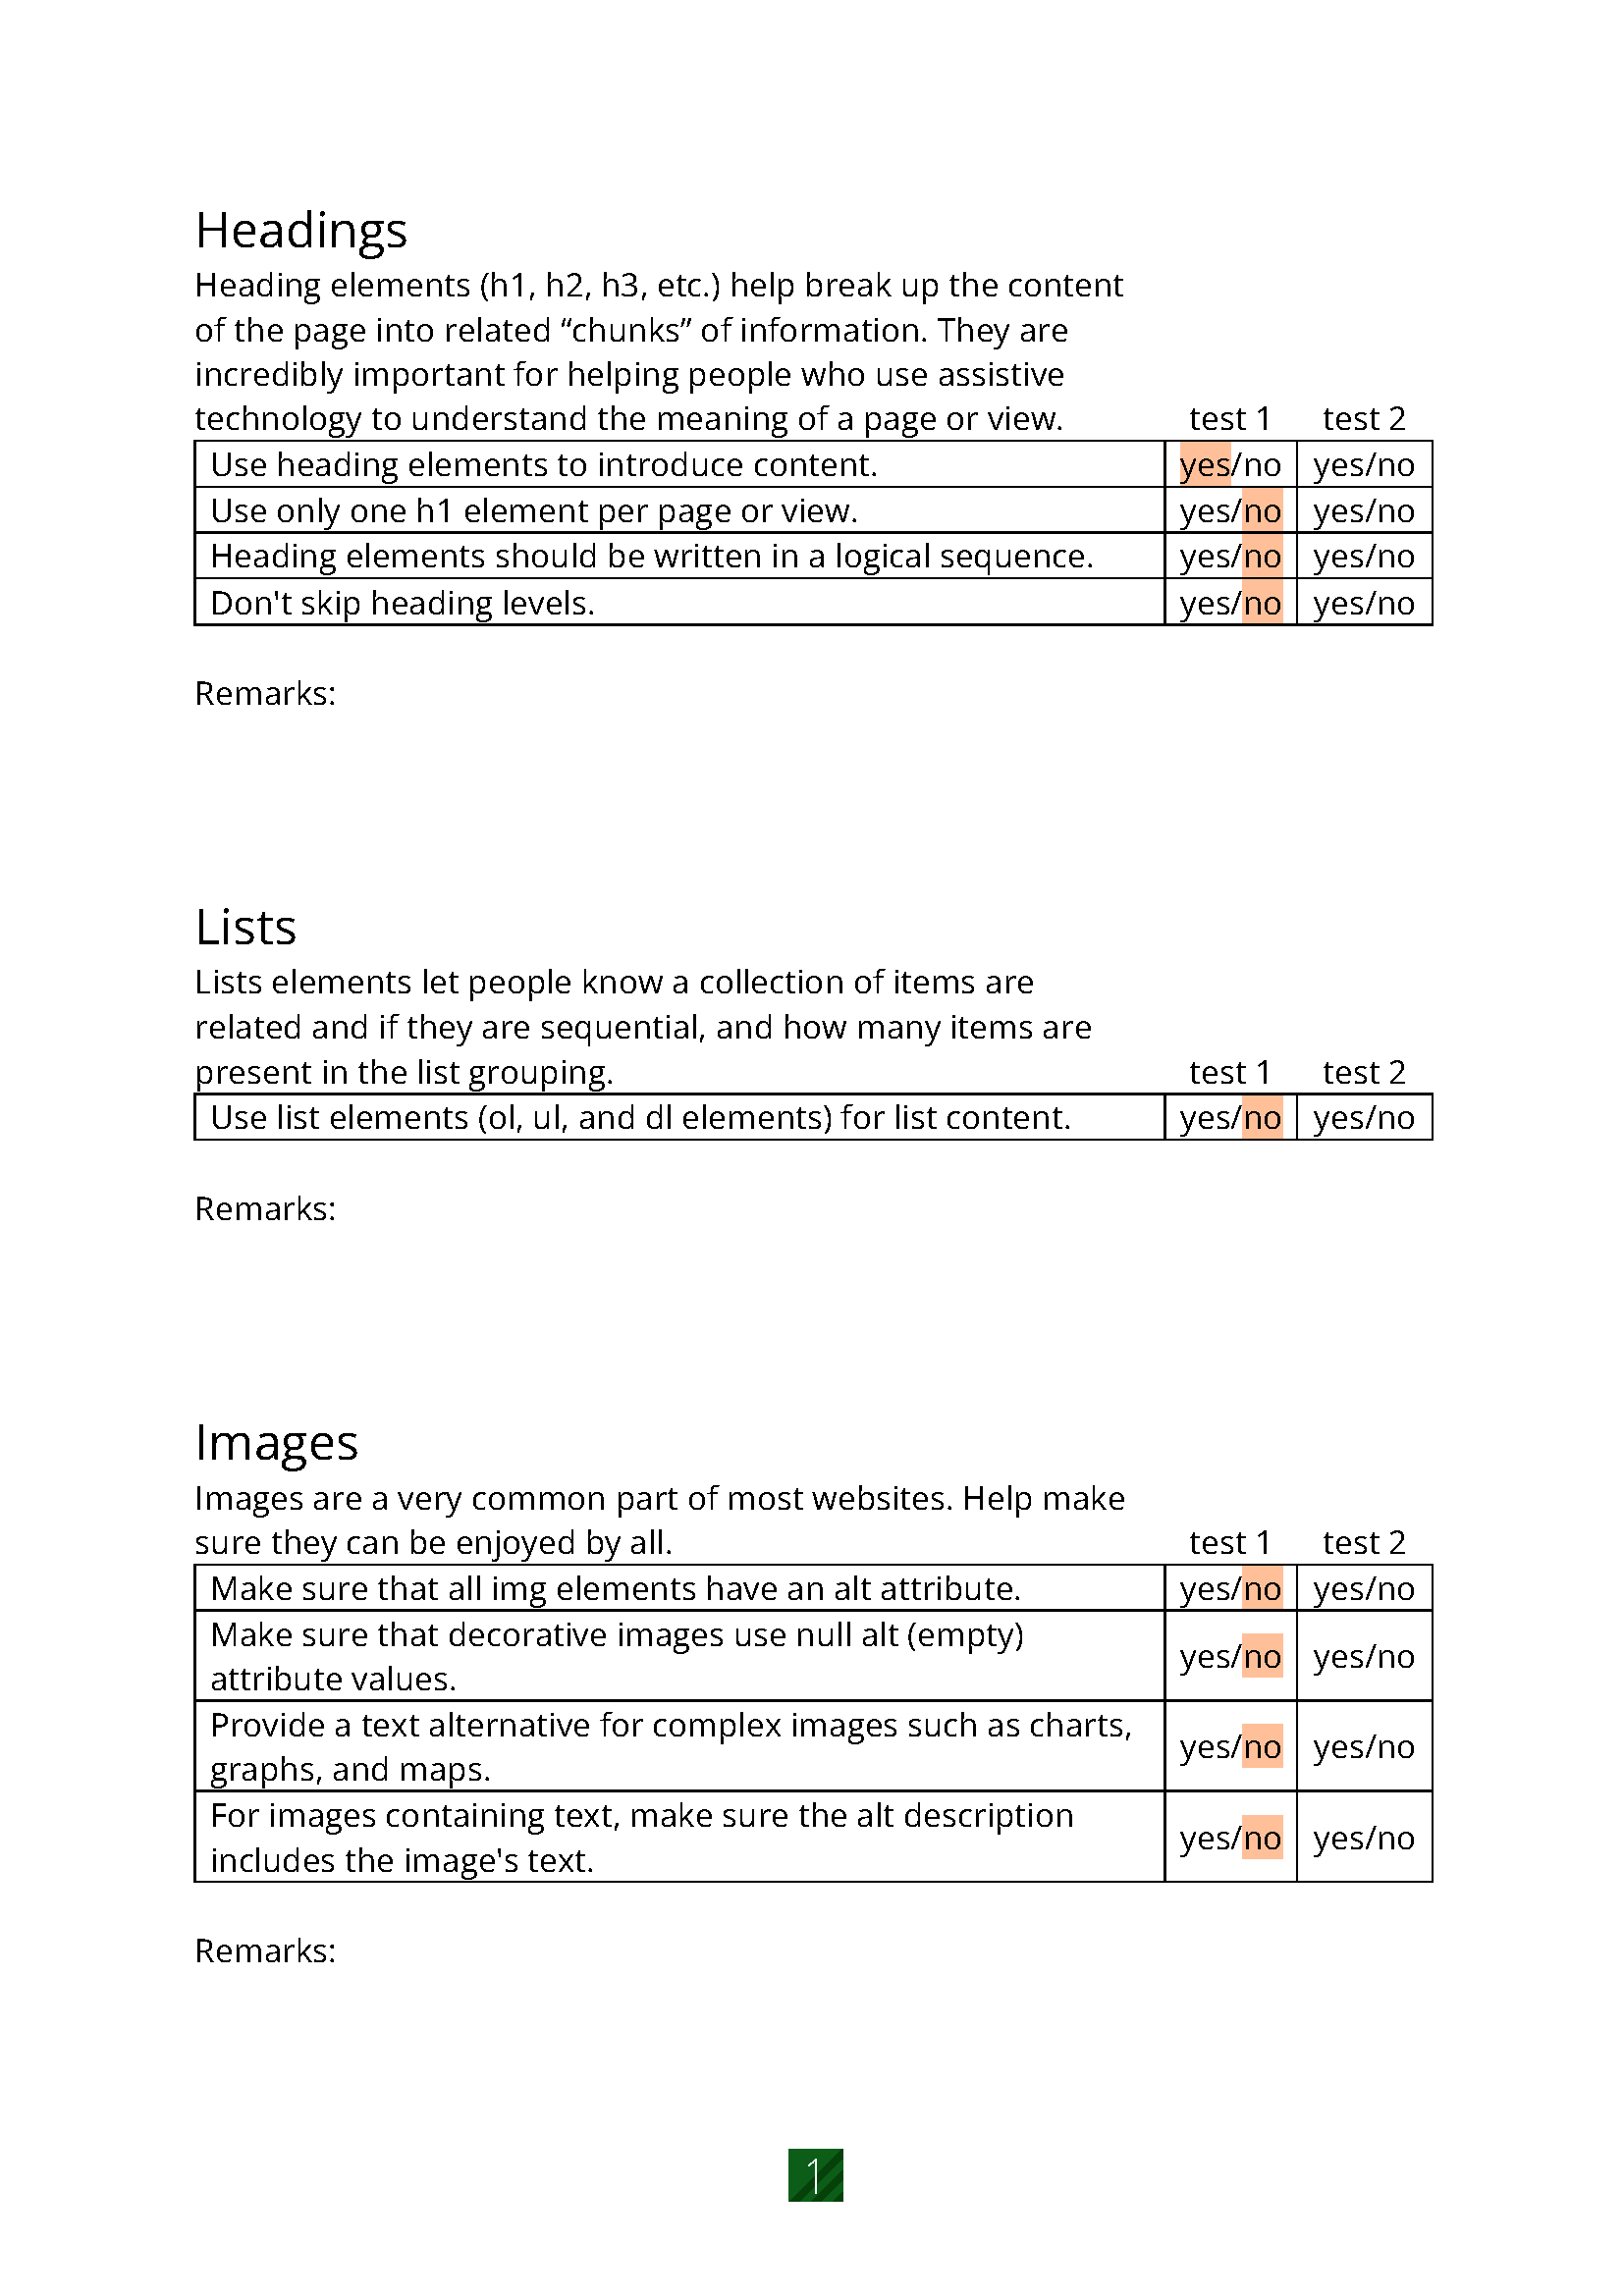 Headings
Heading elements (h1, h2, h3, etc.) help break up the content
of the page into related “chunks” of information. They are
incredibly important for helping people who use assistive
technology to understand the meaning of a page or view. test 1 test 2
Use heading elements to introduce content. yes/no yes/no
Use only one h1 element per page or view. yes/no yes/no
Heading elements should be written in a logical sequence. yes/no yes/no
Don't skip heading levels. yes/no yes/no
Remarks:
Lists
Lists elements let people know a collection of items are
related and if they are sequential, and how many items are
present in the list grouping. test 1 test 2
Use list elements (ol, ul, and dl elements) for list content. yes/no yes/no
Remarks:
Images
Images are a very common part of most websites. Help make
sure they can be enjoyed by all. test 1 test 2
Make sure that all img elements have an alt attribute. yes/no yes/no
Make sure that decorative images use null alt (empty)
attribute values. yes/no yes/no
Provide a text alternative for complex images such as charts,
graphs, and maps. yes/no yes/no
For images containing text, make sure the alt description
includes the image's text. yes/no yes/no
Remarks:
1